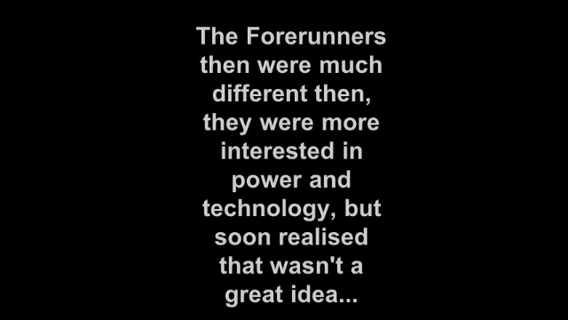 The Forerunners
then were much
different then,
they were more
interested in
power and
technology, but
soon realised
that wasn't a
great idea...